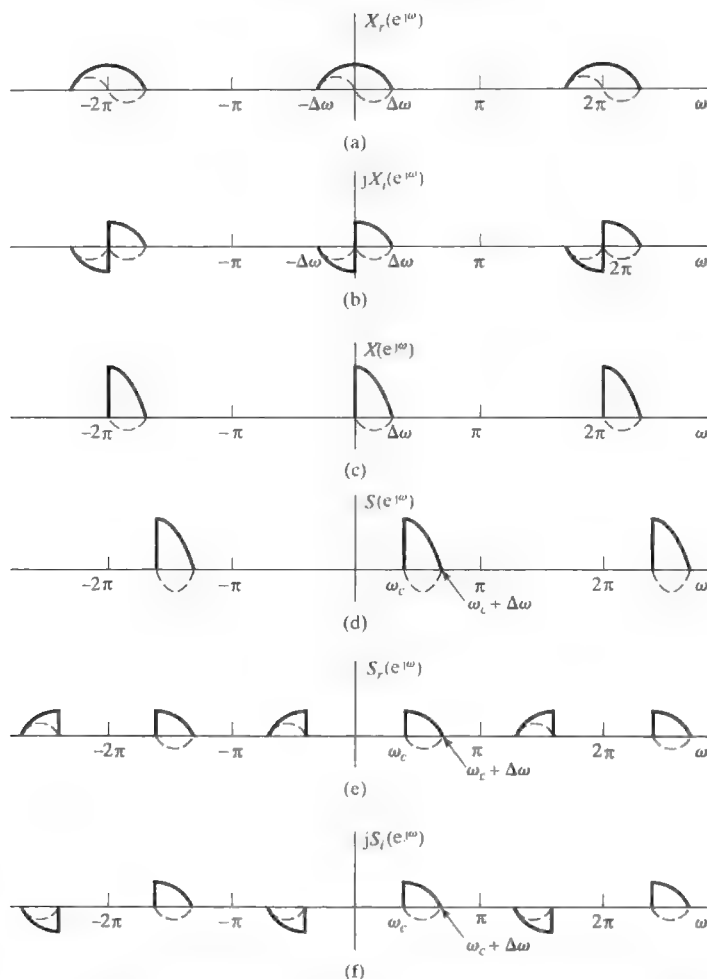 X_r(e^{jω})
−2π −π −Δω Δω π 2π ω
(a)
jX_i(e^{jω})
−2π −π −Δω Δω π 2π ω
(b)
X(e^{jω})
−2π −π Δω π 2π ω
(c)
S(e^{jω})
−2π −π ω_c π 2π ω
ω_c + Δω
(d)
S_r(e^{jω})
−2π −π ω_c π 2π ω
ω_c + Δω
(e)
jS_i(e^{jω})
−2π −π ω_c π 2π ω
ω_c + Δω
(f)